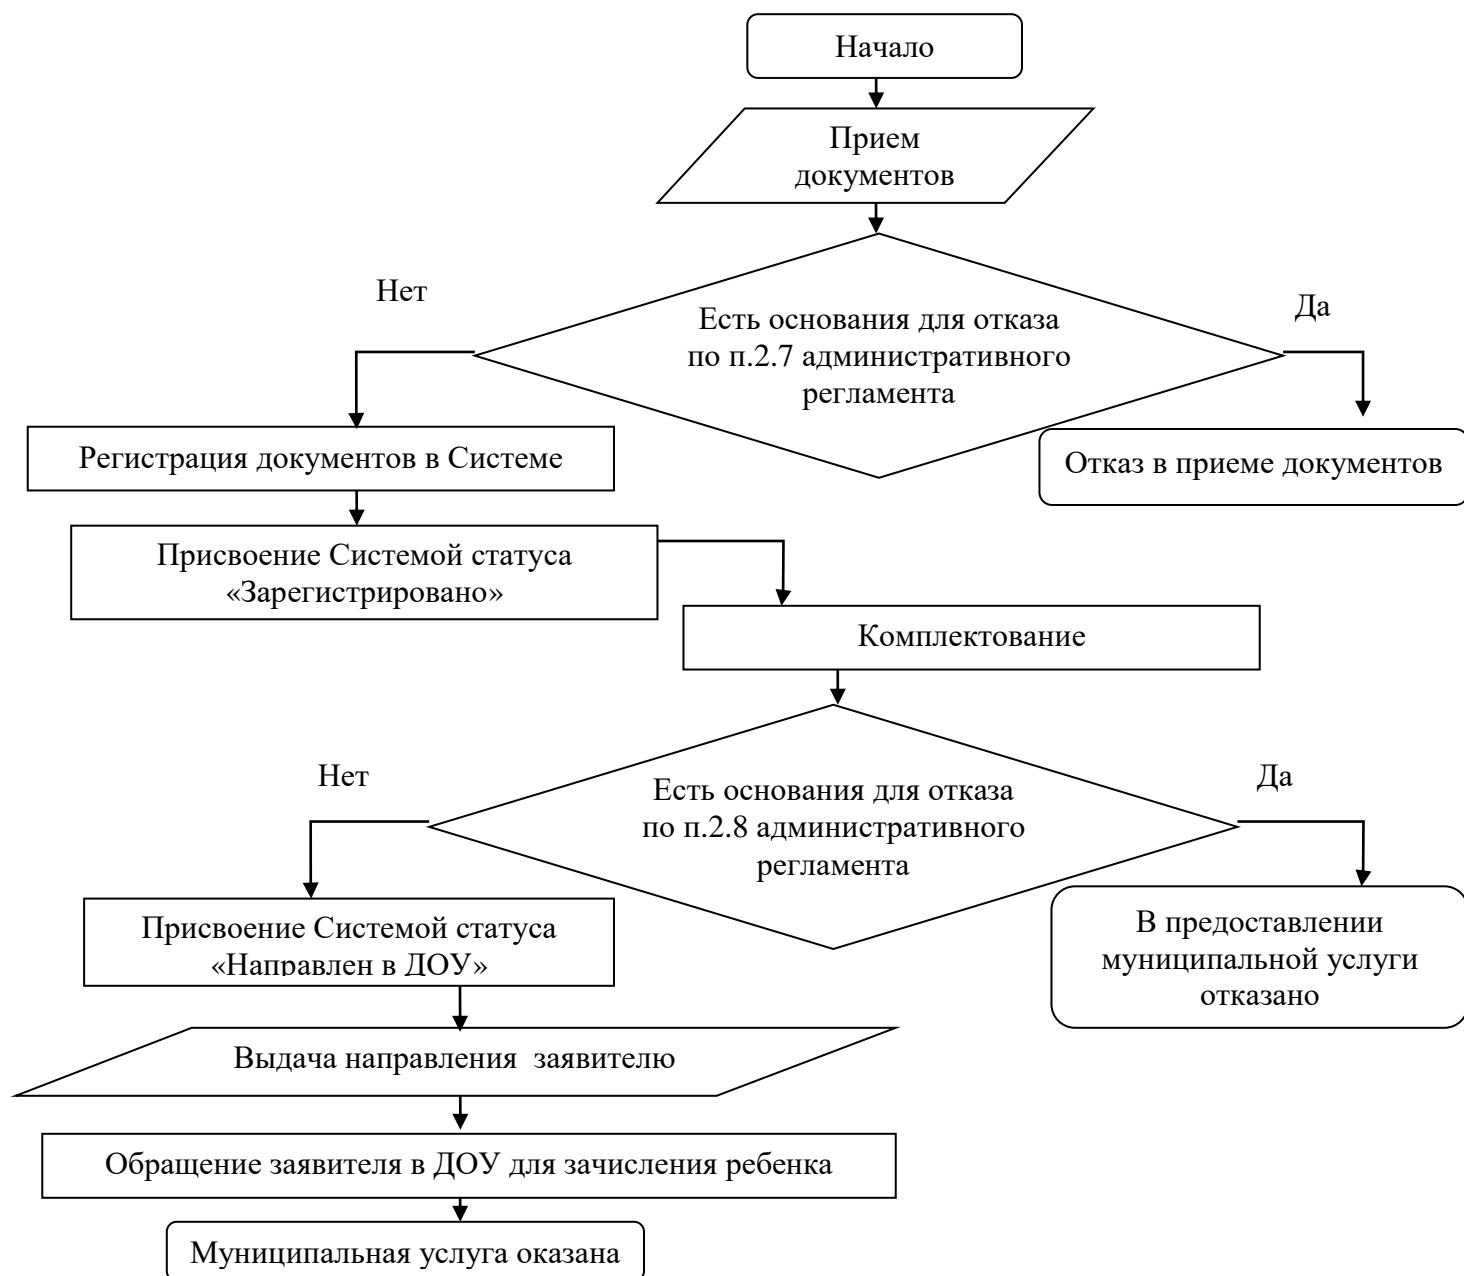 Начало
Прием
документов
Нет
Да
Есть основания для отказа
по п.2.7 административного
регламента
Регистрация документов в Системе
Отказ в приеме документов
Присвоение Системой статуса
«Зарегистрировано»
Комплектование
Нет
Да
Есть основания для отказа
по п.2.8 административного
регламента
Присвоение Системой статуса
«Направлен в ДОУ»
В предоставлении
муниципальной услуги
отказано
Выдача направления  заявителю
Обращение заявителя в ДОУ для зачисления ребенка
Муниципальная услуга оказана